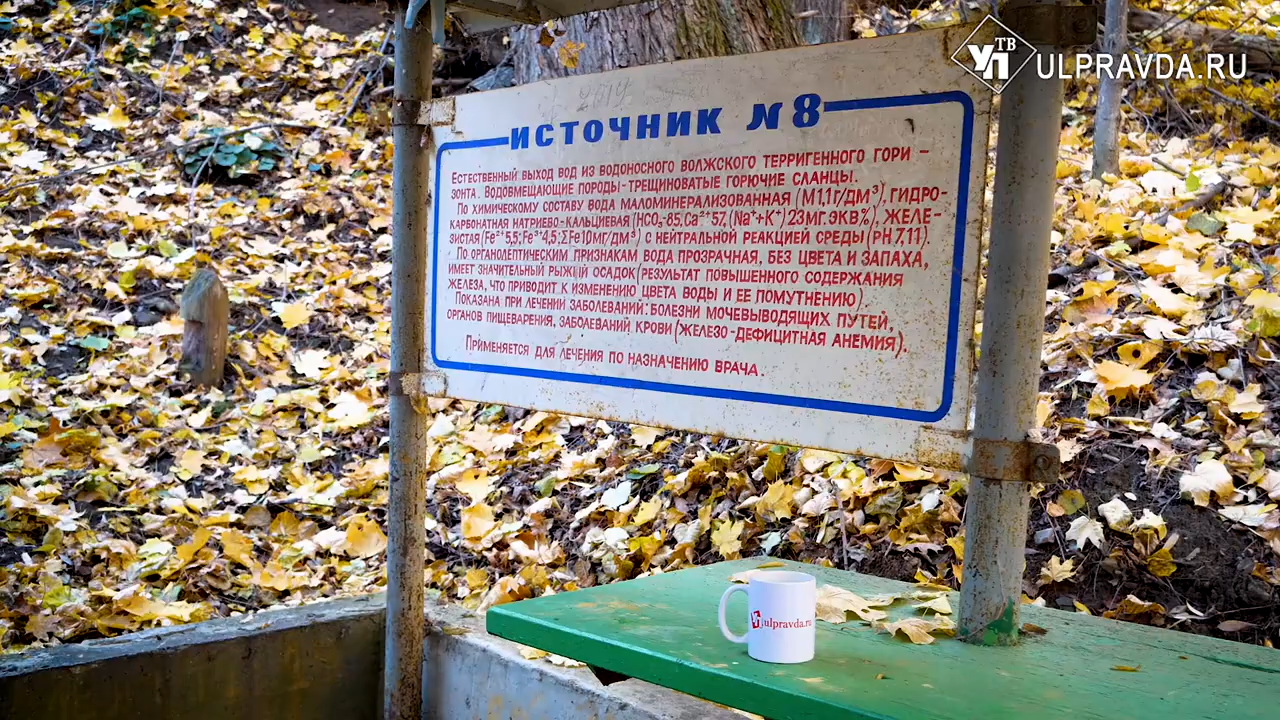 УП ТВ ULPRAVDA.RU
ИСТОЧНИК №8
ЕСТЕСТВЕННЫЙ ВЫХОД ВОД ИЗ ВОДОНОСНОГО ВОЛЖСКОГО ТЕРРИГЕННОГО ГОРИ-
ЗОНТА. ВОДОВМЕЩАЮЩИЕ ПОРОДЫ-ТРЕЩИНОВАТЫЕ ГОРЮЧИЕ СЛАНЦЫ.
ПО ХИМИЧЕСКОМУ СОСТАВУ ВОДА МАЛОМИНЕРАЛИЗОВАННАЯ (М1,1г/дм³), ГИДРО-
КАРБОНАТНАЯ НАТРИЕВО-КАЛЬЦИЕВАЯ (HCO₃-85, Ca²⁺57, (Na⁺+K⁺) 23 МГ.ЭКВ%), ЖЕЛЕ-
ЗИСТАЯ (Fe²⁺5,5; Fe³⁺4,5; ΣFe10мг/дм³) С НЕЙТРАЛЬНОЙ РЕАКЦИЕЙ СРЕДЫ (РН 7,11).
ПО ОРГАНОЛЕПТИЧЕСКИМ ПРИЗНАКАМ ВОДА ПРОЗРАЧНАЯ, БЕЗ ЦВЕТА И ЗАПАХА,
ИМЕЕТ ЗНАЧИТЕЛЬНЫЙ РЫЖИЙ ОСАДОК (РЕЗУЛЬТАТ ПОВЫШЕННОГО СОДЕРЖАНИЯ
ЖЕЛЕЗА, ЧТО ПРИВОДИТ К ИЗМЕНЕНИЮ ЦВЕТА ВОДЫ И ЕЕ ПОМУТНЕНИЮ).
ПОКАЗАНА ПРИ ЛЕЧЕНИИ ЗАБОЛЕВАНИЙ: БОЛЕЗНИ МОЧЕВЫВОДЯЩИХ ПУТЕЙ,
ОРГАНОВ ПИЩЕВАРЕНИЯ, ЗАБОЛЕВАНИЙ КРОВИ (ЖЕЛЕЗО-ДЕФИЦИТНАЯ АНЕМИЯ).
ПРИМЕНЯЕТСЯ ДЛЯ ЛЕЧЕНИЯ ПО НАЗНАЧЕНИЮ ВРАЧА.
ulpravda.ru